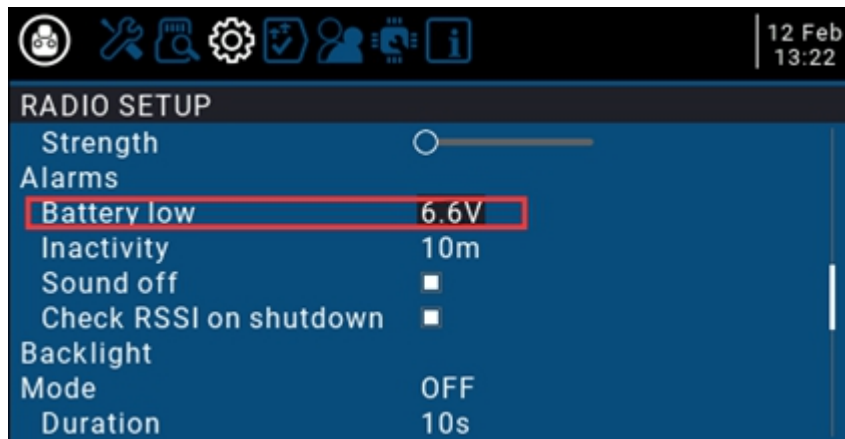 12 Feb
13:22
RADIO SETUP
Strength
Alarms
Battery low 6.6V
Inactivity 10m
Sound off
Check RSSI on shutdown
Backlight
Mode OFF
Duration 10s